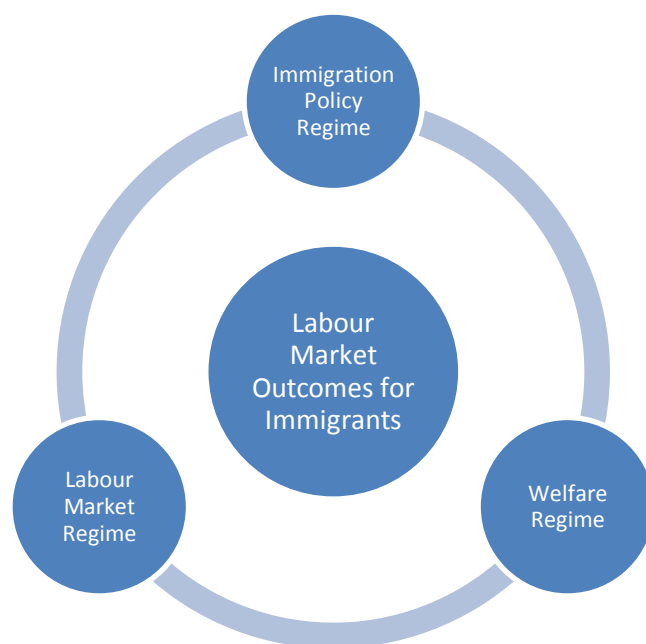 Immigration
Policy
Regime
Labour
Market
Outcomes for
Immigrants
Labour
Market
Regime
Welfare
Regime